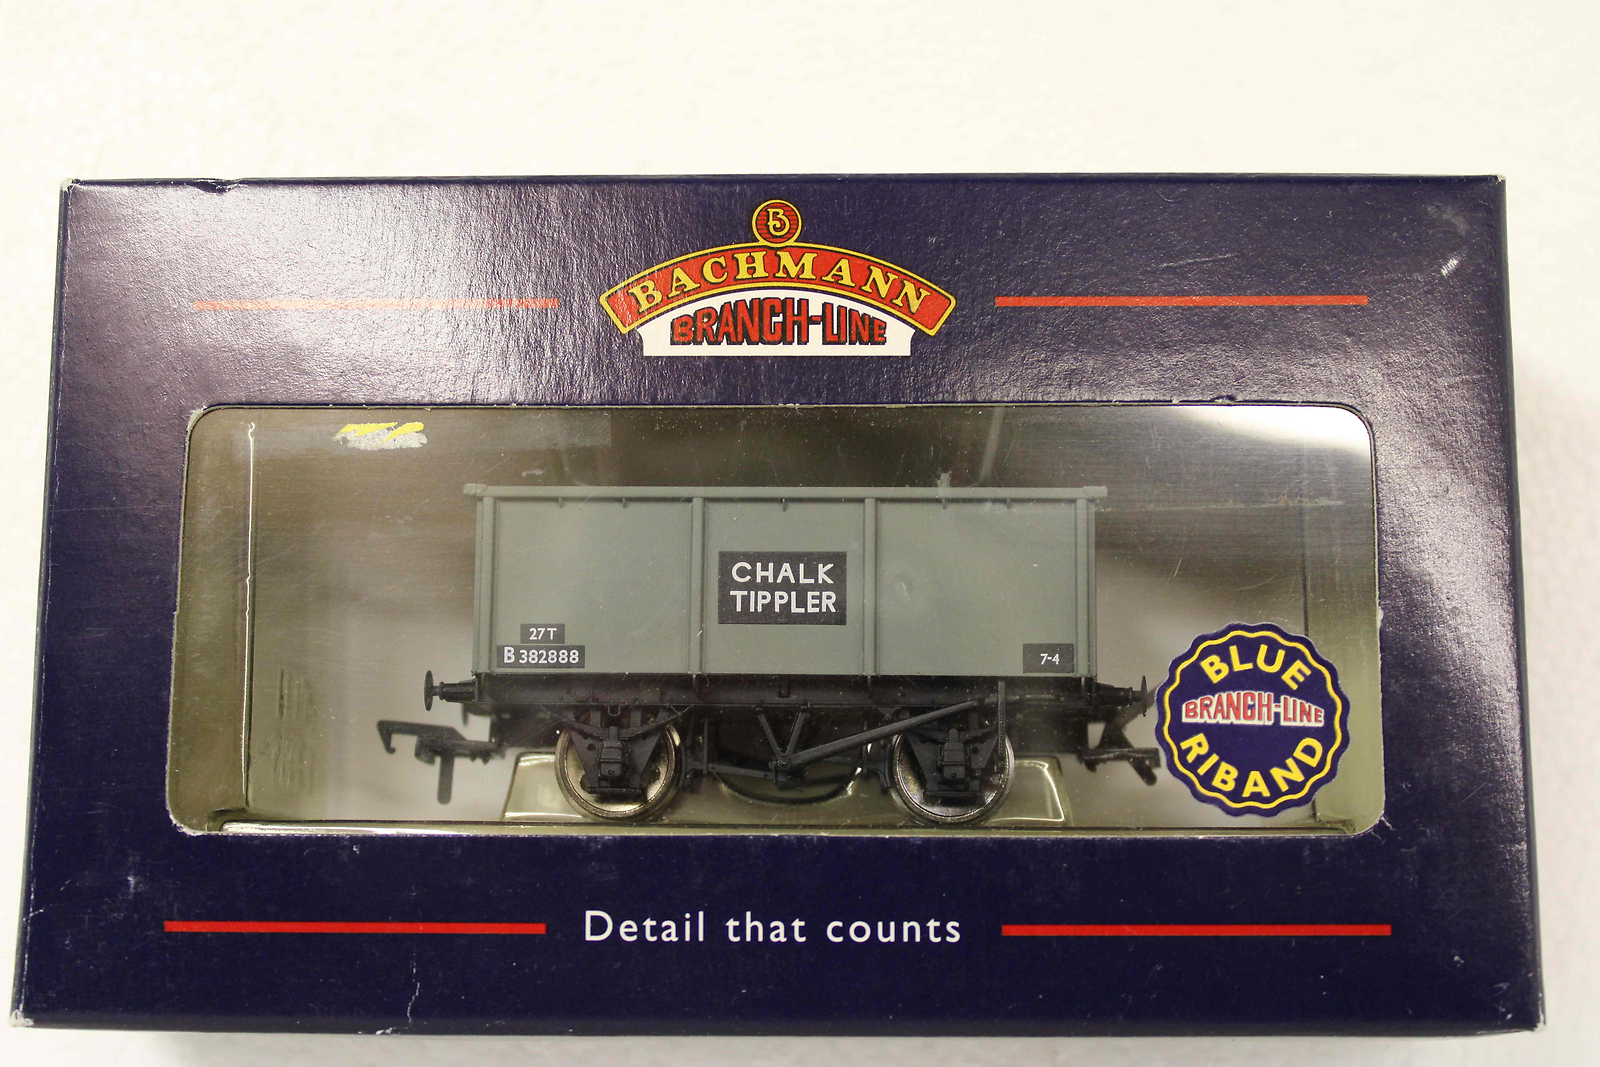 B
BACHMANN
BRANCH-LINE
CHALK
TIPPLER
27T
B 382888
7-4
BLUE
BRANCH-LINE
RIBAND
Detail that counts